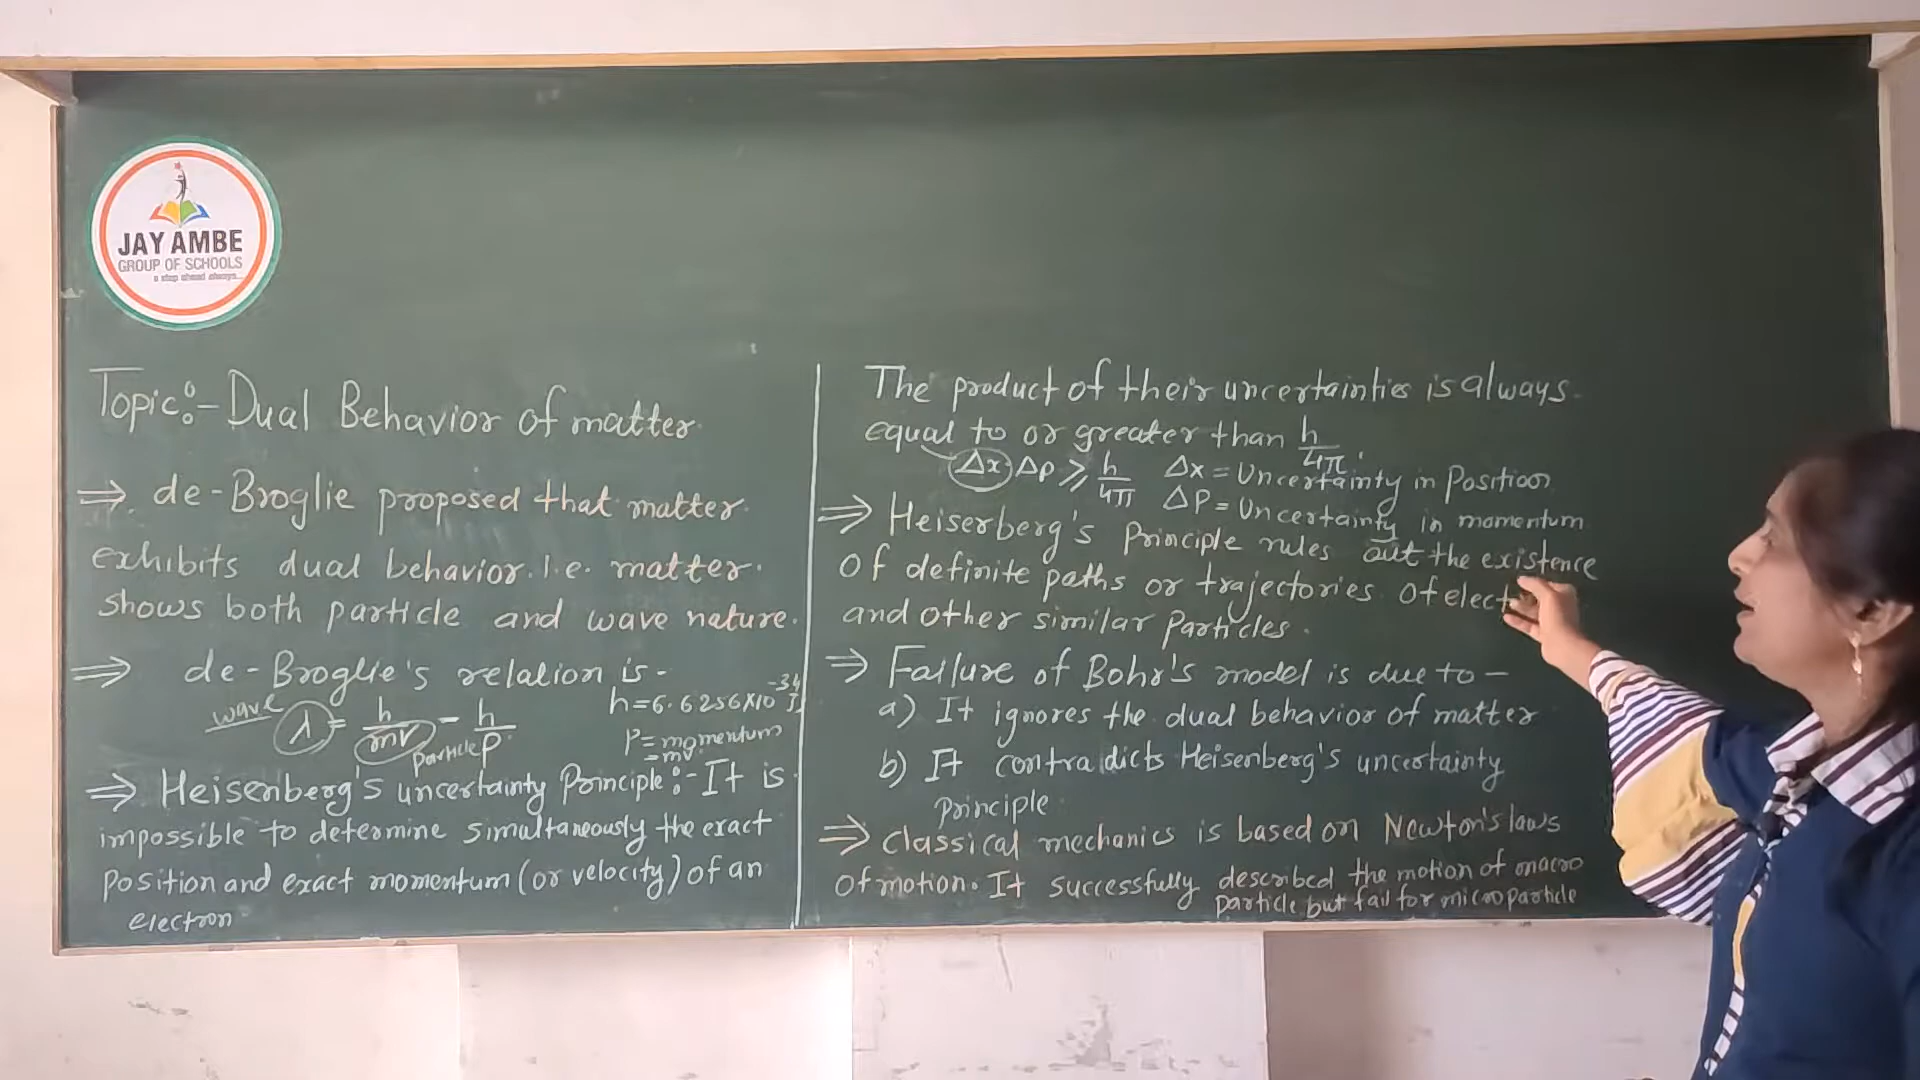 JAY AMBE
GROUP OF SCHOOLS
a step ahead always...
Topic:- Dual Behavior of matter.
⇒. de-Broglie proposed that matter.
exhibits dual behavior. i.e. matter.
shows both particle and wave nature.
⇒ de-Broglie's relation is-
wave λ = h/mv = h/p
particle
h=6.6256X10⁻³⁴ J
P=momentum
=mv.
⇒ Heisenberg's uncertainty Principle:- It is
impossible to determine simultaneously the exact
position and exact momentum (or velocity) of an
electron
The product of their uncertainties is always.
equal to or greater than h/4π.
Δx Δp ≥ h/4π
Δx = Uncertainty in Position
ΔP = Uncertainty in momentum
⇒ Heiserberg's Principle rules out the existence
of definite paths or trajectories of elect
and other similar Particles.
⇒ Failure of Bohr's model is due to -
a) It ignores the dual behavior of matter
b) It contradicts Heisenberg's uncertainty
principle.
⇒ Classical mechanics is based on Newton's laws
of motion. It successfully described the motion of macro
particle but fail for microparticle